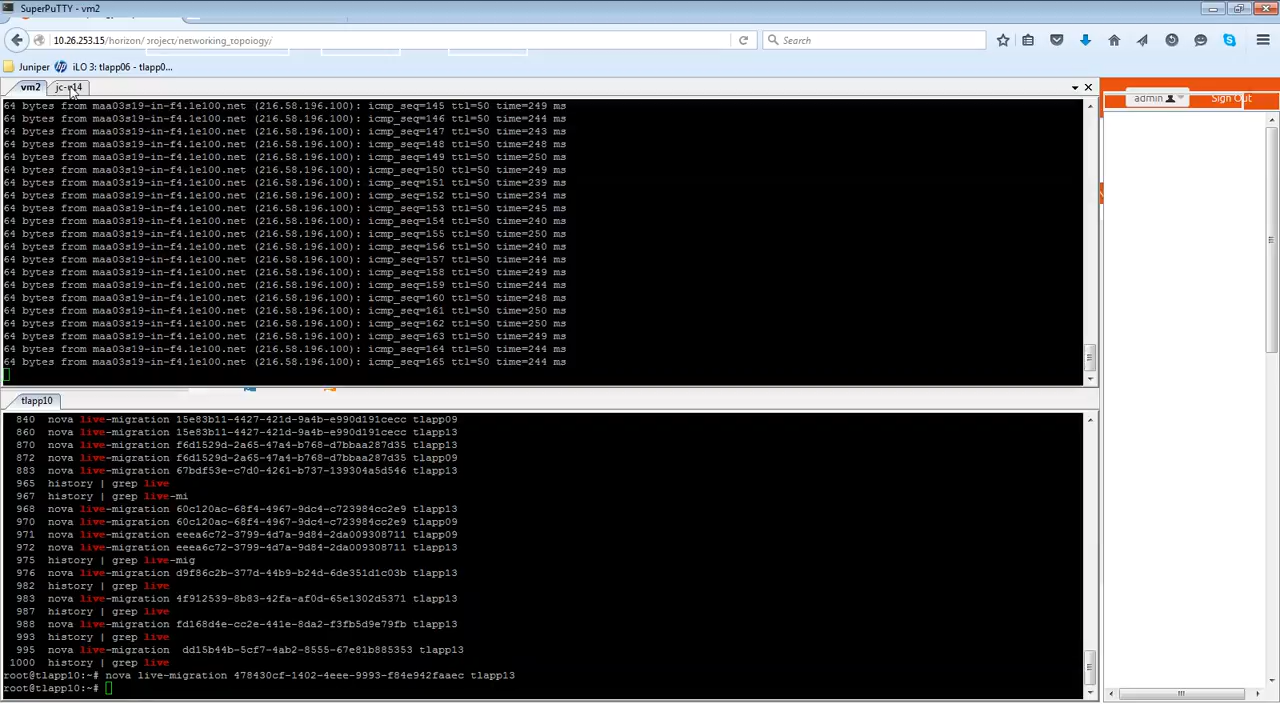 SuperPuTTY - vm2
10.26.253.15/horizon/project/networking_topology/
Search
Juniper iLO 3: tlapp06 - tlapp0...
vm2
admin
Sign Out
64 bytes from maa03s19-in-f4.1e100.net (216.58.196.100): icmp_seq=145 ttl=50 time=249 ms
64 bytes from maa03s19-in-f4.1e100.net (216.58.196.100): icmp_seq=146 ttl=50 time=244 ms
64 bytes from maa03s19-in-f4.1e100.net (216.58.196.100): icmp_seq=147 ttl=50 time=243 ms
64 bytes from maa03s19-in-f4.1e100.net (216.58.196.100): icmp_seq=148 ttl=50 time=248 ms
64 bytes from maa03s19-in-f4.1e100.net (216.58.196.100): icmp_seq=149 ttl=50 time=250 ms
64 bytes from maa03s19-in-f4.1e100.net (216.58.196.100): icmp_seq=150 ttl=50 time=249 ms
64 bytes from maa03s19-in-f4.1e100.net (216.58.196.100): icmp_seq=151 ttl=50 time=239 ms
64 bytes from maa03s19-in-f4.1e100.net (216.58.196.100): icmp_seq=152 ttl=50 time=234 ms
64 bytes from maa03s19-in-f4.1e100.net (216.58.196.100): icmp_seq=153 ttl=50 time=245 ms
64 bytes from maa03s19-in-f4.1e100.net (216.58.196.100): icmp_seq=154 ttl=50 time=240 ms
64 bytes from maa03s19-in-f4.1e100.net (216.58.196.100): icmp_seq=155 ttl=50 time=250 ms
64 bytes from maa03s19-in-f4.1e100.net (216.58.196.100): icmp_seq=156 ttl=50 time=240 ms
64 bytes from maa03s19-in-f4.1e100.net (216.58.196.100): icmp_seq=157 ttl=50 time=244 ms
64 bytes from maa03s19-in-f4.1e100.net (216.58.196.100): icmp_seq=158 ttl=50 time=249 ms
64 bytes from maa03s19-in-f4.1e100.net (216.58.196.100): icmp_seq=159 ttl=50 time=244 ms
64 bytes from maa03s19-in-f4.1e100.net (216.58.196.100): icmp_seq=160 ttl=50 time=248 ms
64 bytes from maa03s19-in-f4.1e100.net (216.58.196.100): icmp_seq=161 ttl=50 time=250 ms
64 bytes from maa03s19-in-f4.1e100.net (216.58.196.100): icmp_seq=162 ttl=50 time=250 ms
64 bytes from maa03s19-in-f4.1e100.net (216.58.196.100): icmp_seq=163 ttl=50 time=249 ms
64 bytes from maa03s19-in-f4.1e100.net (216.58.196.100): icmp_seq=164 ttl=50 time=244 ms
64 bytes from maa03s19-in-f4.1e100.net (216.58.196.100): icmp_seq=165 ttl=50 time=244 ms
tlapp10
840 nova live-migration 15e83b11-4427-421d-9a4b-e990d191cecc tlapp09
860 nova live-migration 15e83b11-4427-421d-9a4b-e990d191cecc tlapp13
870 nova live-migration f6d1529d-2a65-47a4-b768-d7bbaa287d35 tlapp13
872 nova live-migration f6d1529d-2a65-47a4-b768-d7bbaa287d35 tlapp09
883 nova live-migration 67bdf53e-c7d0-4261-b737-139304a5d546 tlapp13
965 history | grep live
967 history | grep live-mi
968 nova live-migration 60c120ac-68f4-4967-9dc4-c723984cc2e9 tlapp13
970 nova live-migration 60c120ac-68f4-4967-9dc4-c723984cc2e9 tlapp09
971 nova live-migration eeea6c72-3799-4d7a-9d84-2da009308711 tlapp09
972 nova live-migration eeea6c72-3799-4d7a-9d84-2da009308711 tlapp13
975 history | grep live-mig
976 nova live-migration d9f86c2b-377d-44b9-b24d-6de351d1c03b tlapp13
982 history | grep live
983 nova live-migration 4f912539-8b83-42fa-af0d-65e1302d5371 tlapp09
987 history | grep live
988 nova live-migration fd168d4e-cc2e-441e-8da2-f3fb5d9e79fb tlapp13
993 history | grep live
995 nova live-migration dd15b44b-5cf7-4ab2-8555-67e81b885353 tlapp13
1000 history | grep live
root@tlapp10:~# nova live-migration 478430cf-1402-4eee-9993-f84e942faaec tlapp13
root@tlapp10:~#